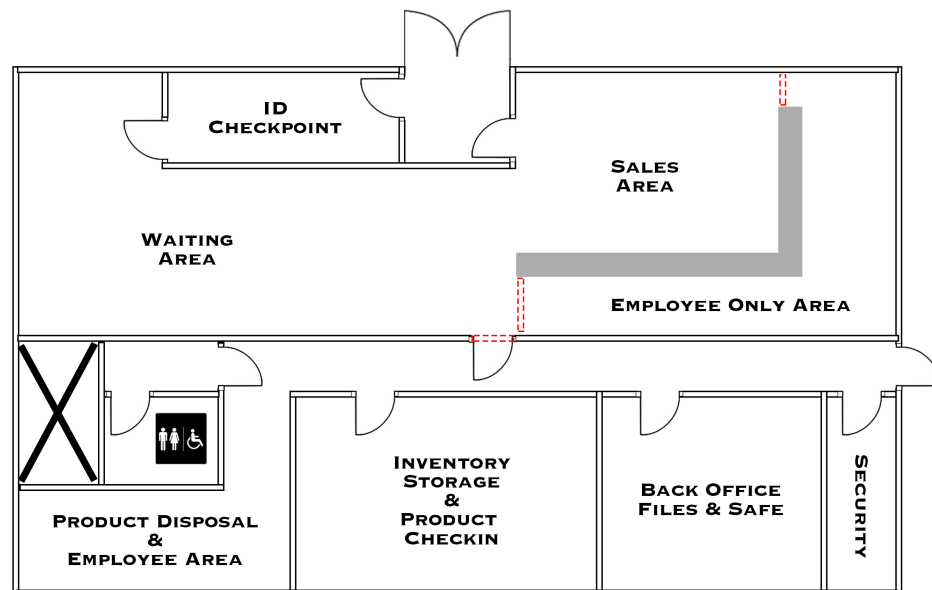 ID
Checkpoint
Sales
Area
Waiting
Area
Employee Only Area
Inventory
Storage
&
Product
Checkin
Back Office
Files & Safe
Security
Product Disposal
&
Employee Area